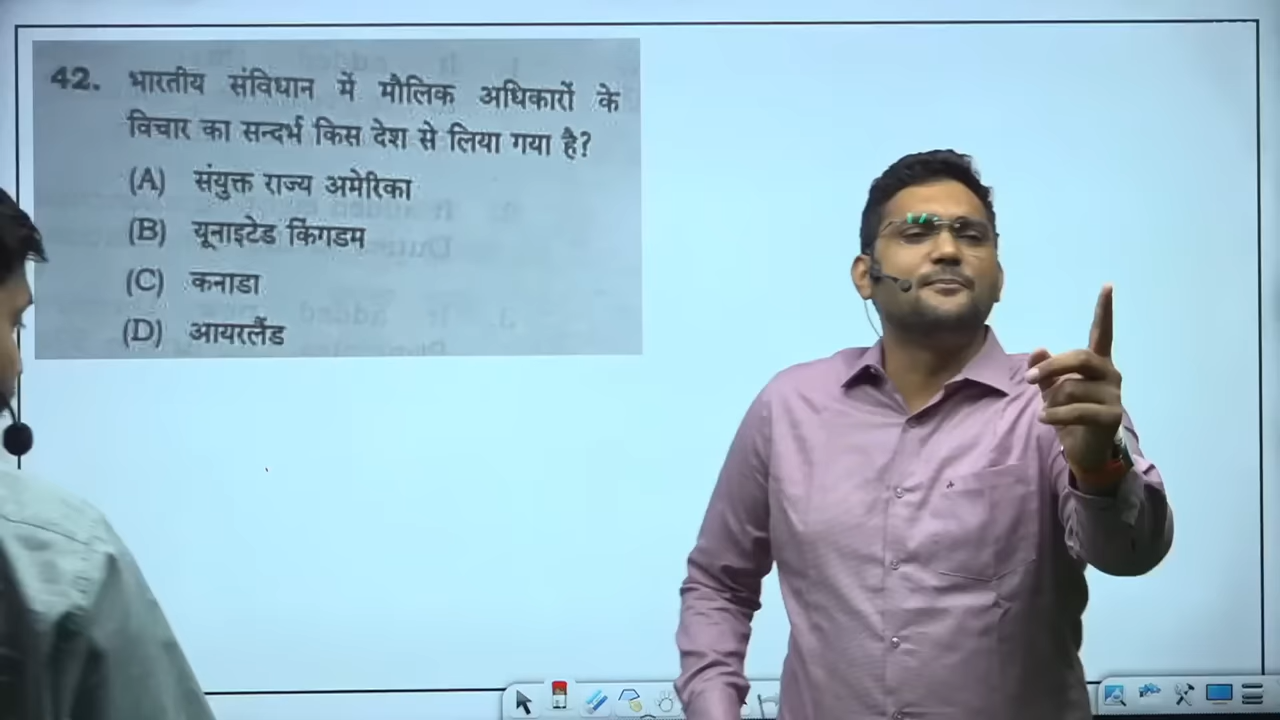 42. भारतीय संविधान में मौलिक अधिकारों के
विचार का सन्दर्भ किस देश से लिया गया है?
(A) संयुक्त राज्य अमेरिका
(B) यूनाइटेड किंगडम
(C) कनाडा
(D) आयरलैंड